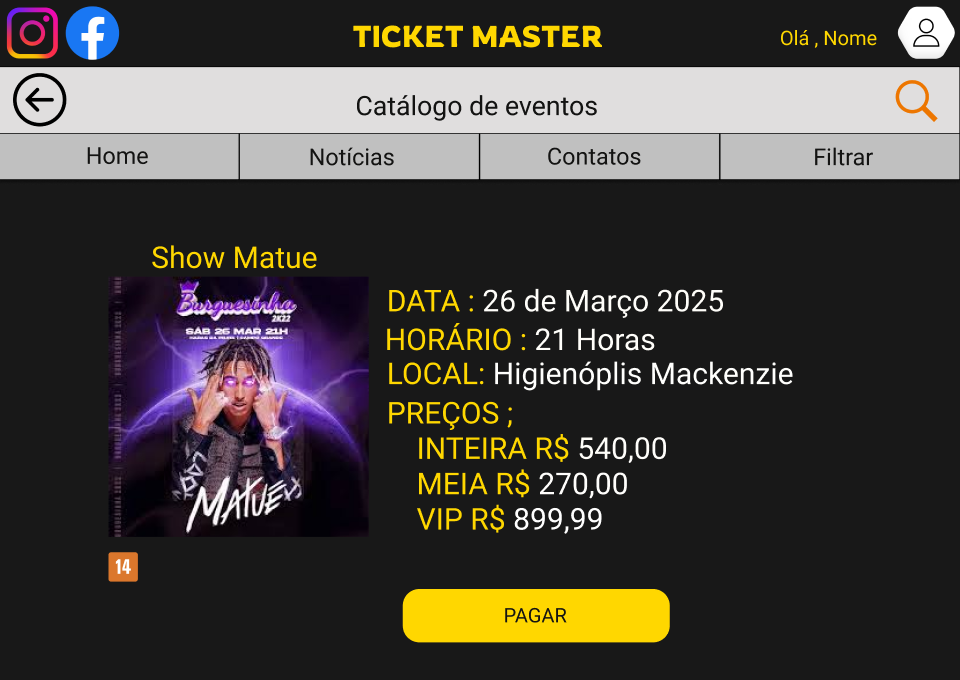 TICKET MASTER
Olá , Nome
Catálogo de eventos
Home
Notícias
Contatos
Filtrar
Show Matue
Burguesinha
2K22
SÁB 26 MAR 21H
MATUÊ
DATA : 26 de Março 2025
HORÁRIO : 21 Horas
LOCAL: Higienóplis Mackenzie
PREÇOS ;
INTEIRA R$ 540,00
MEIA R$ 270,00
VIP R$ 899,99
14
PAGAR